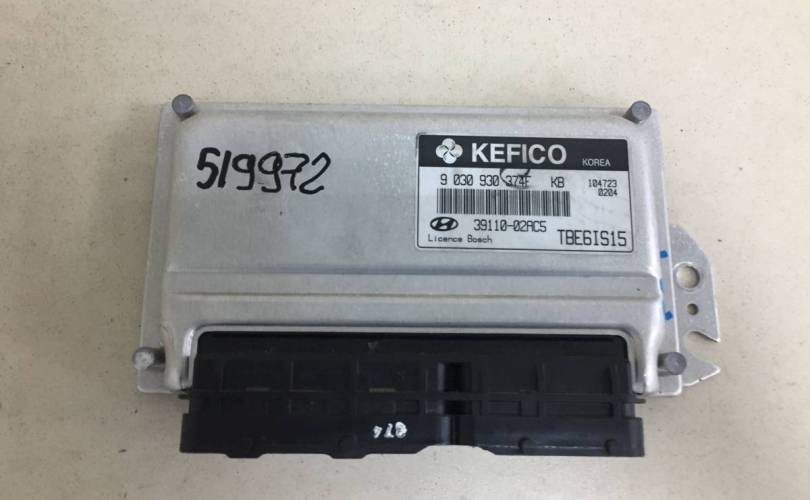 519972
KEFICO KOREA
9 030 930 374F KB 104723
0204
39110-02AC5
Licence Bosch TBE6IS15